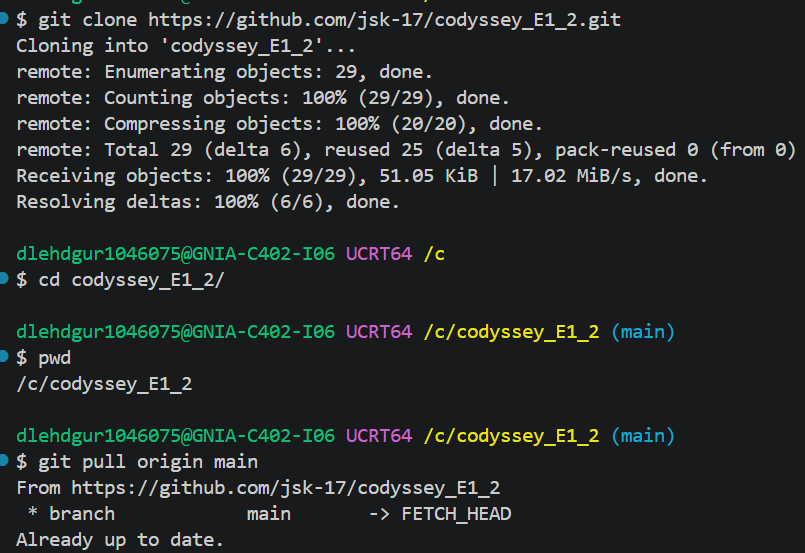 $ git clone https://github.com/jsk-17/codyssey_E1_2.git
Cloning into 'codyssey_E1_2'...
remote: Enumerating objects: 29, done.
remote: Counting objects: 100% (29/29), done.
remote: Compressing objects: 100% (20/20), done.
remote: Total 29 (delta 6), reused 25 (delta 5), pack-reused 0 (from 0)
Receiving objects: 100% (29/29), 51.05 KiB | 17.02 MiB/s, done.
Resolving deltas: 100% (6/6), done.
dlehdgur1046075@GNIA-C402-I06 UCRT64 /c
$ cd codyssey_E1_2/
dlehdgur1046075@GNIA-C402-I06 UCRT64 /c/codyssey_E1_2 (main)
$ pwd
/c/codyssey_E1_2
dlehdgur1046075@GNIA-C402-I06 UCRT64 /c/codyssey_E1_2 (main)
$ git pull origin main
From https://github.com/jsk-17/codyssey_E1_2
 * branch            main       -> FETCH_HEAD
Already up to date.